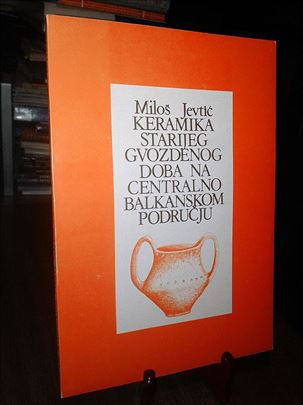 Miloš Jevtić
KERAMIKA
STARIJEG
GVOZDENOG
DOBA NA
CENTRALNO
BALKANSKOM
PODRUČJU